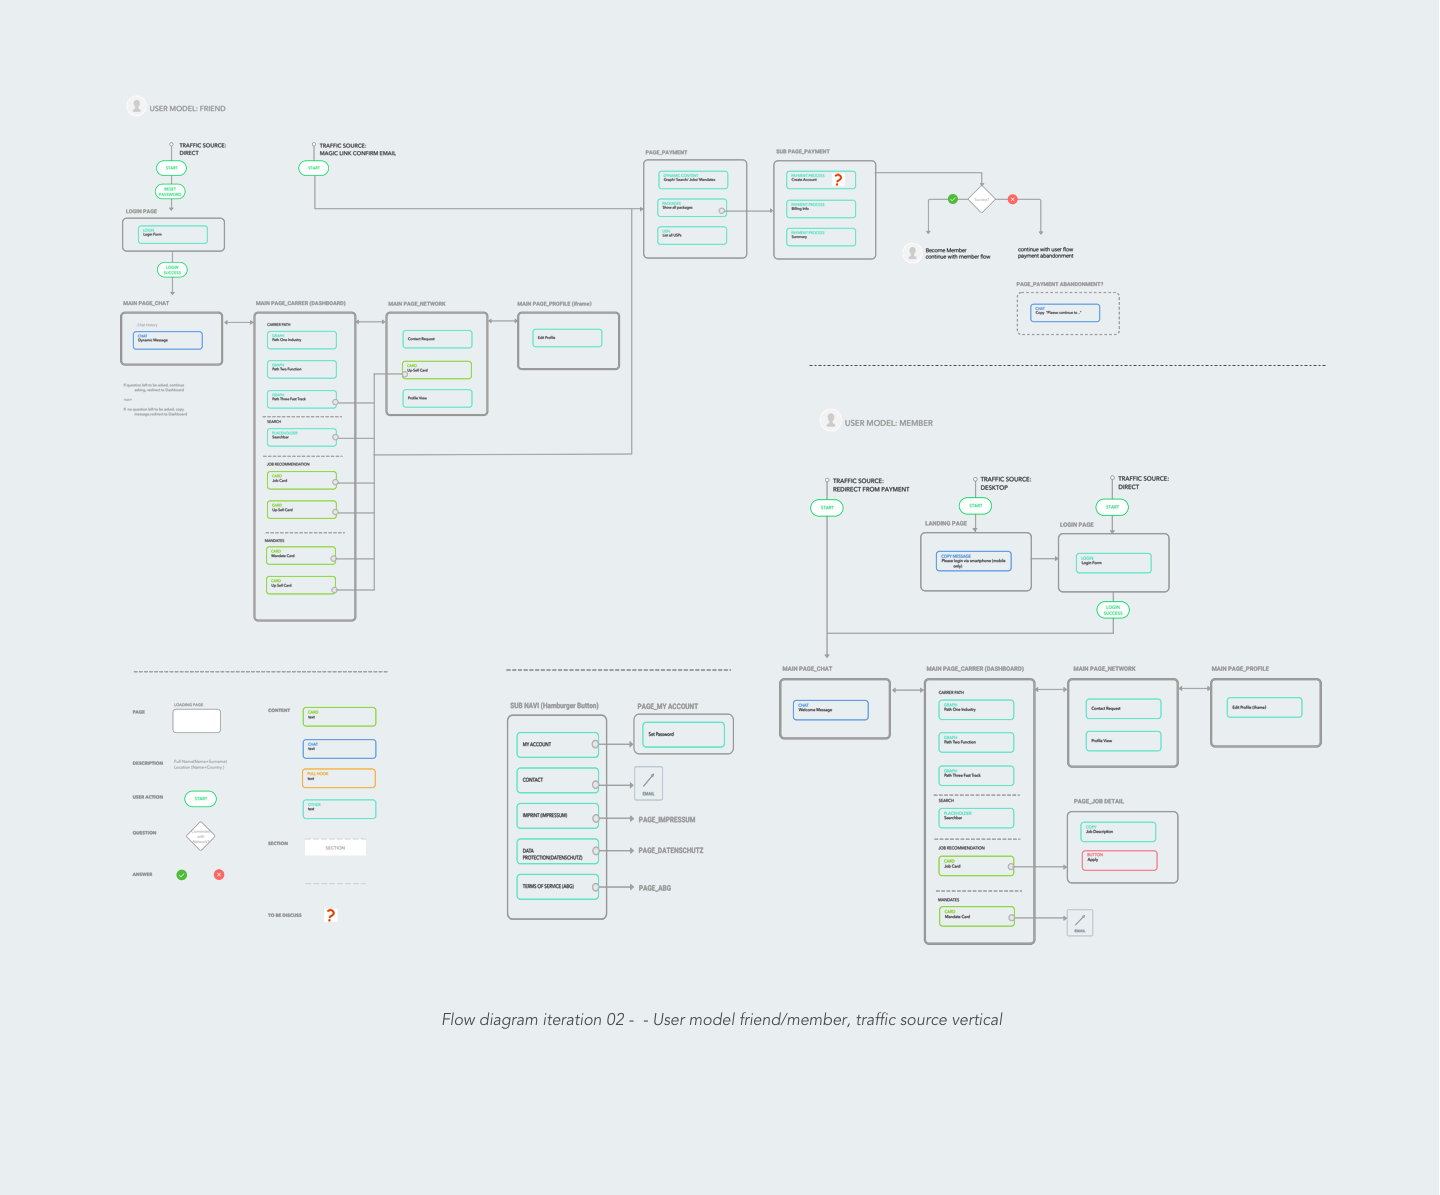 USER MODEL: FRIEND
TRAFFIC SOURCE:
DIRECT
START
RESET
PASSWORD
LOGIN PAGE
LOGIN
Login Form
LOGIN
SUCCESS
TRAFFIC SOURCE:
MAGIC LINK CONFIRM EMAIL
START
PAGE_PAYMENT
DYNAMIC CONTENT
Graph/ Search/ Jobs/ Mandates
PACKAGES
Show all packages
USPs
List of USPs
SUB PAGE_PAYMENT
PAYMENT PROCESS
Create Account
?
PAYMENT PROCESS
Billing Info
PAYMENT PROCESS
Summary
Success?
Become Member
continue with member flow
continue with user flow
payment abandonment
PAGE_PAYMENT ABANDONMENT?
CHAT
Copy "Please continue to..."
MAIN PAGE_CHAT
CHAT
Dynamic Message
If question left to be asked, continue
asking, redirect to Dashboard
If no question left to be asked, copy
message,redirect to Dashboard
MAIN PAGE_CARRER (DASHBOARD)
CARRER PATH
GRAPH
Path One Industry
GRAPH
Path Two Function
GRAPH
Path Three Fast Track
SEARCH
PLACEHOLDER
Searchbar
JOB RECOMMENDATION
CARD
Job Card
CARD
Up Sell Card
MANDATES
CARD
Mandate Card
CARD
Up Sell Card
MAIN PAGE_NETWORK
Contact Request
CARD
Up Sell Card
Profile View
MAIN PAGE_PROFILE (iframe)
Edit Profile
USER MODEL: MEMBER
TRAFFIC SOURCE:
REDIRECT FROM PAYMENT
START
TRAFFIC SOURCE:
DESKTOP
START
LANDING PAGE
COPY MESSAGE
Please login via smartphone (mobile
only)
TRAFFIC SOURCE:
DIRECT
START
LOGIN PAGE
LOGIN
Login Form
LOGIN
SUCCESS
MAIN PAGE_CHAT
CHAT
Welcome Message
MAIN PAGE_CARRER (DASHBOARD)
CARRER PATH
GRAPH
Path One Industry
GRAPH
Path Two Function
GRAPH
Path Three Fast Track
SEARCH
PLACEHOLDER
Searchbar
JOB RECOMMENDATION
CARD
Job Card
MANDATES
CARD
Mandate Card
MAIN PAGE_NETWORK
Contact Request
Profile View
MAIN PAGE_PROFILE
Edit Profile (iframe)
PAGE_JOB DETAIL
COPY
Job Description
BUTTON
Apply
EMAIL
PAGE
LOADING PAGE
DESCRIPTION
Full Name(Name+Surname)
Location (Name+Country )
USER ACTION
START
QUESTION
ANSWER
CONTENT
CARD
text
CHAT
text
FULL HOOK
text
OTHERS
text
SECTION
SECTION
TO BE DISCUSS
?
SUB NAVI (Hamburger Button)
MY ACCOUNT
CONTACT
IMPRINT (IMPRESSUM)
DATA
PROTECTION(DATENSCHUTZ)
TERMS OF SERVICE (ABG)
PAGE_MY ACCOUNT
Set Password
EMAIL
PAGE_IMPRESSUM
PAGE_DATENSCHUTZ
PAGE_ABG
Flow diagram iteration 02 -  - User model friend/member, traffic source vertical